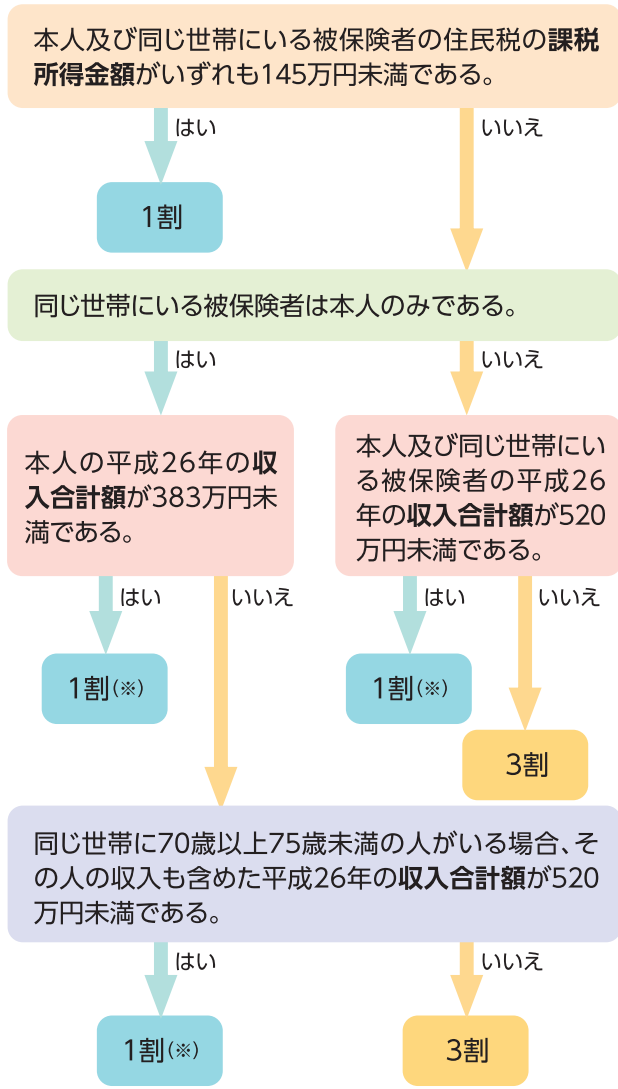 本人及び同じ世帯にいる被保険者の住民税の課税
所得金額がいずれも145万円未満である。
はい
いいえ
1割
同じ世帯にいる被保険者は本人のみである。
はい
いいえ
本人の平成26年の収
入合計額が383万円未
満である。
本人及び同じ世帯にい
る被保険者の平成26
年の収入合計額が520
万円未満である。
はい
いいえ
はい
いいえ
1割(※)
1割(※)
3割
同じ世帯に70歳以上75歳未満の人がいる場合、そ
の人の収入も含めた平成26年の収入合計額が520
万円未満である。
はい
いいえ
1割(※)
3割